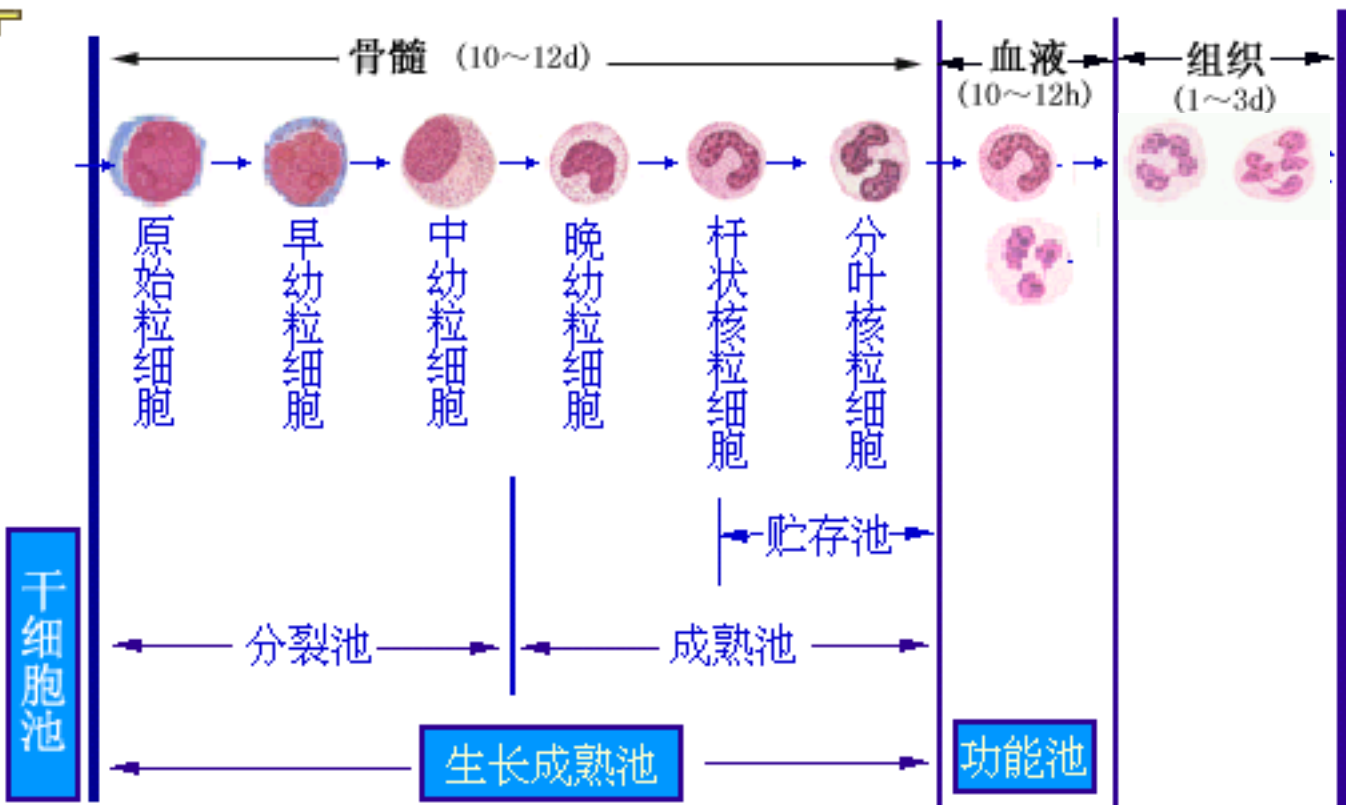 骨髓 (10～12d)
血液
(10～12h)
组织
(1～3d)
原始粒细胞
早幼粒细胞
中幼粒细胞
晚幼粒细胞
杆状核粒细胞
分叶核粒细胞
贮存池
干细胞池
分裂池
成熟池
生长成熟池
功能池